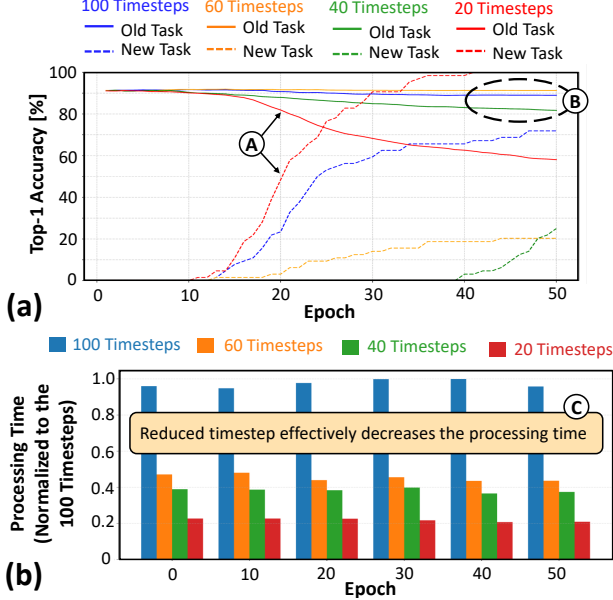 100 Timesteps 60 Timesteps 40 Timesteps 20 Timesteps
Old Task Old Task Old Task Old Task
New Task New Task New Task New Task
100
80
60
40
20
0
Top-1 Accuracy [%]
A
B
0 10 20 30 40 50
Epoch
(a)
100 Timesteps 60 Timesteps 40 Timesteps 20 Timesteps
Processing Time
(Normalized to the
100 Timesteps)
1.0
0.8
0.6
0.4
0.2
0
C
Reduced timestep effectively decreases the processing time
0 10 20 30 40 50
Epoch
(b)